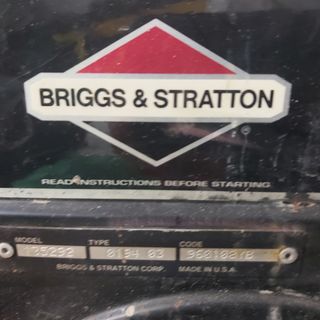 BRIGGS & STRATTON
READ INSTRUCTIONS BEFORE STARTING
MODEL TYPE CODE
BRIGGS & STRATTON CORP. MADE IN U.S.A.